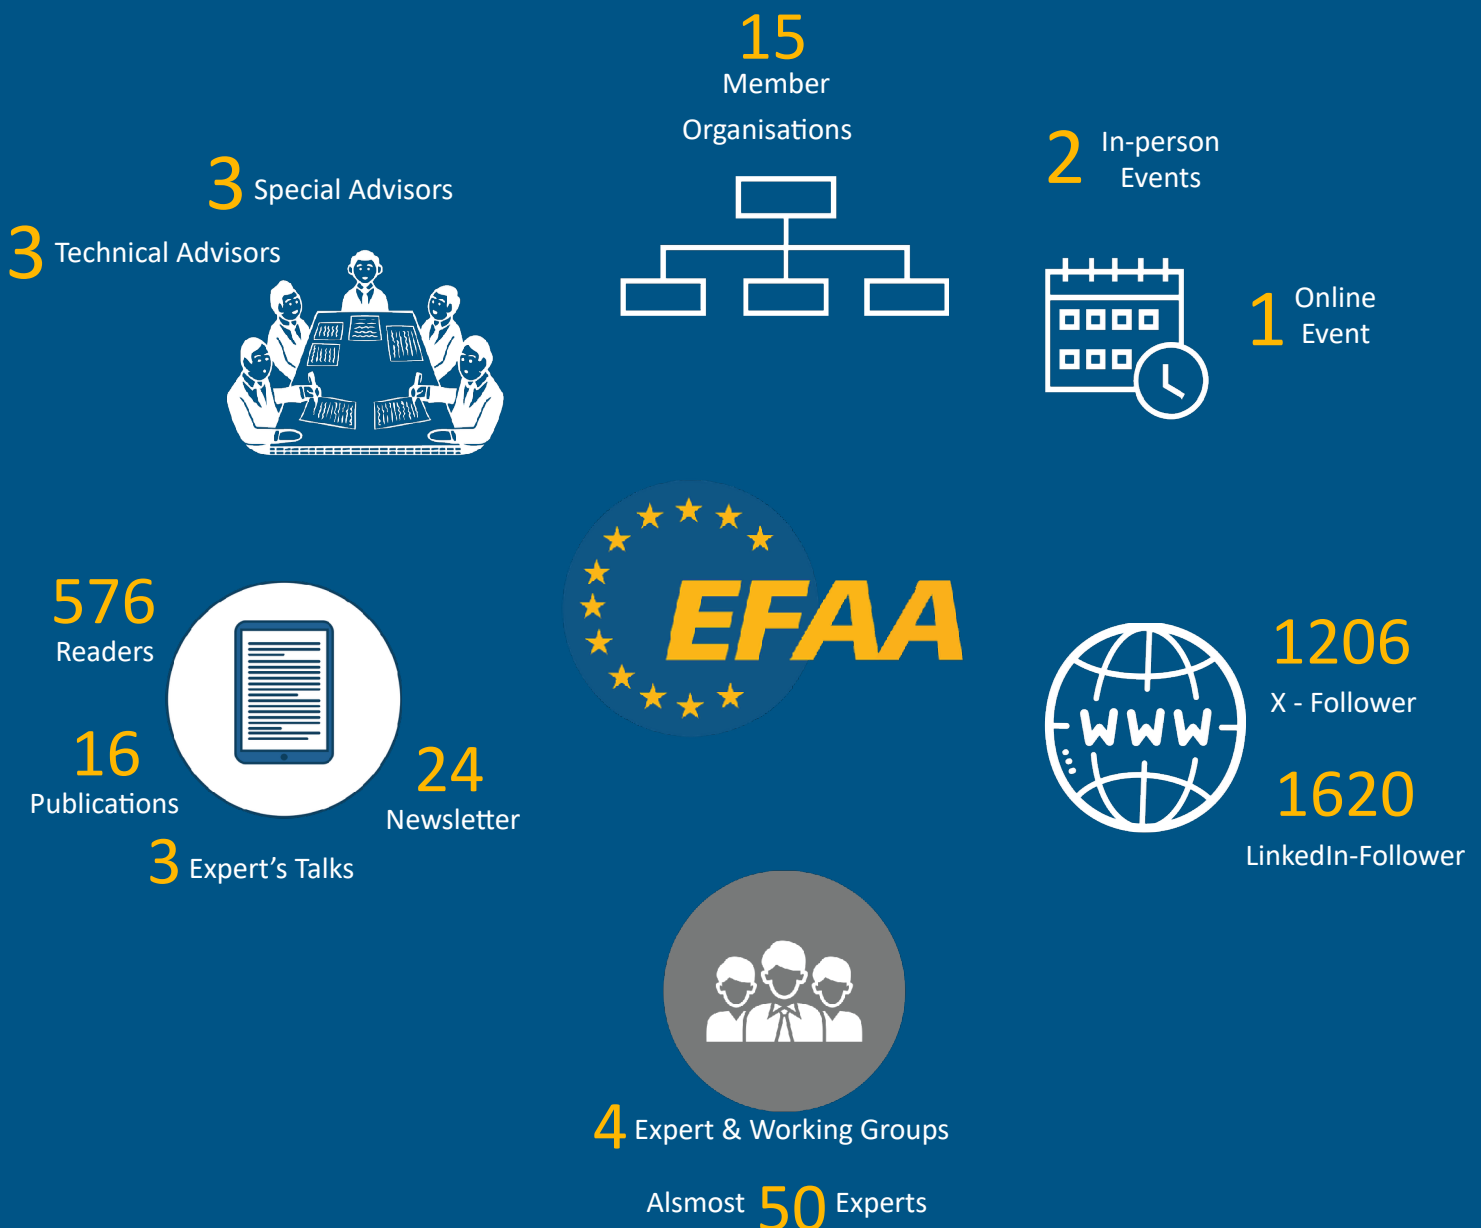 15
Member
Organisations
2 In-person
Events
3 Special Advisors
3 Technical Advisors
1 Online
Event
EFAA
576
Readers
16
Publications
24
Newsletter
3 Expert’s Talks
WWW
1206
X - Follower
1620
LinkedIn-Follower
4 Expert & Working Groups
Alsmost 50 Experts